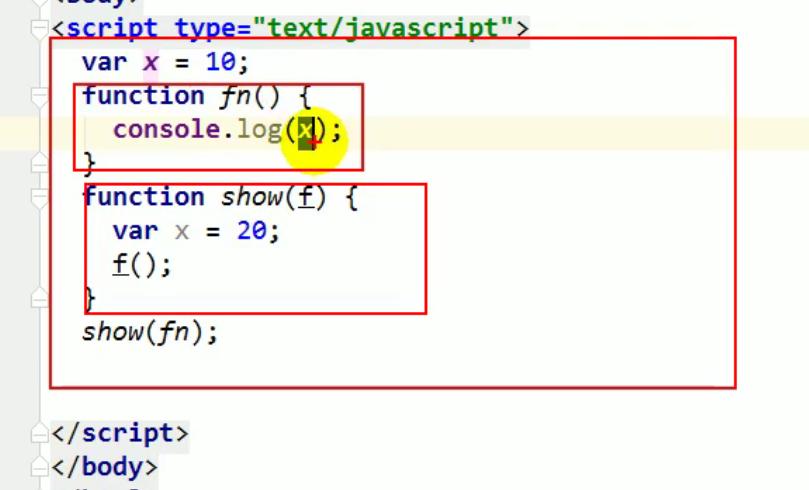 <body>
<script type="text/javascript">
var x = 10;
function fn() {
console.log(x);
}
function show(f) {
var x = 20;
f();
}
show(fn);
</script>
</body>